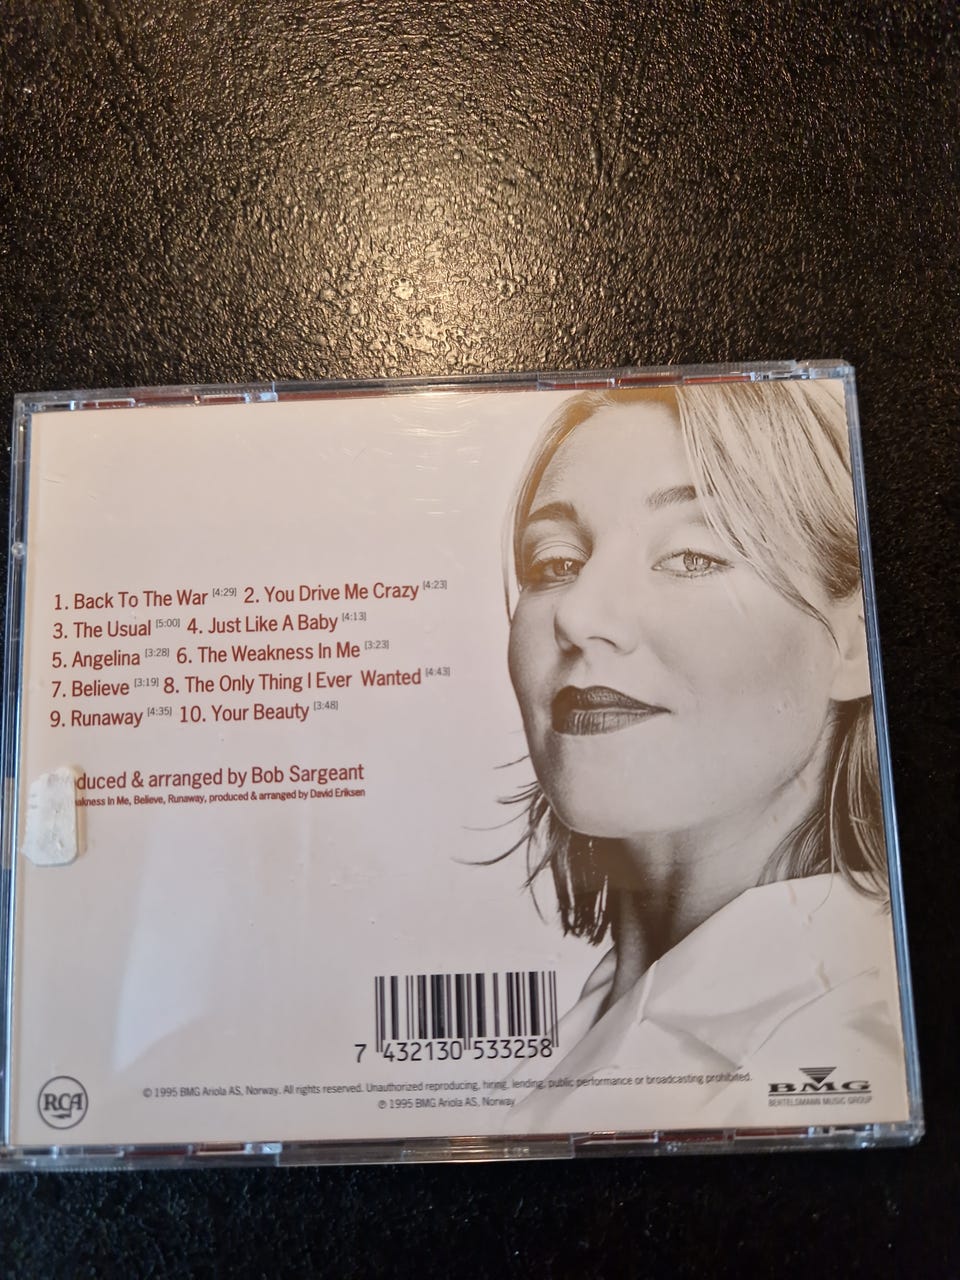 1. Back To The War [4:29] 2. You Drive Me Crazy [4:23]
3. The Usual [5:00] 4. Just Like A Baby [4:13]
5. Angelina [3:28] 6. The Weakness In Me [3:23]
7. Believe [3:19] 8. The Only Thing I Ever Wanted [4:43]
9. Runaway [4:35] 10. Your Beauty [3:48]
duced & arranged by Bob Sargeant
akness In Me, Believe, Runaway, produced & arranged by David Eriksen
7 432130 533258
© 1995 BMG Ariola AS, Norway. All rights reserved. Unauthorized reproducing, hiring, lending, public performance or broadcasting prohibited.
℗ 1995 BMG Ariola AS, Norway
RCA
BMG
BERTELSMANN MUSIC GROUP